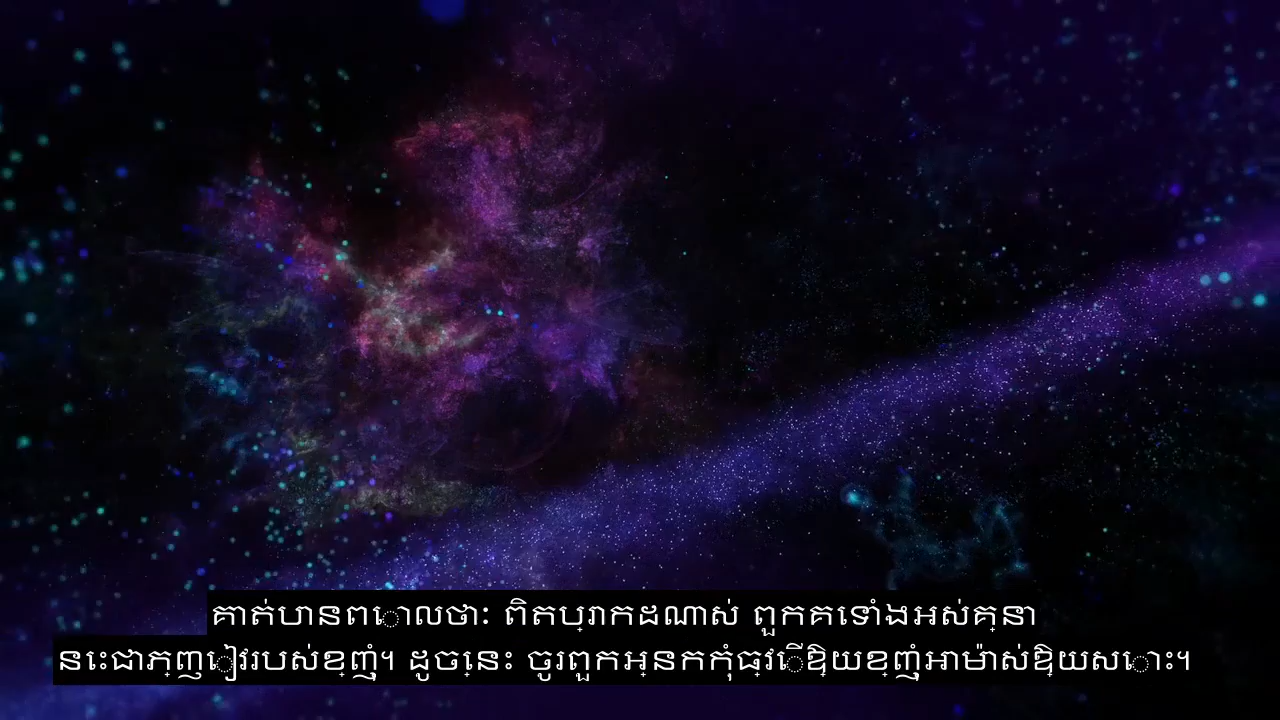 គាត់បានពោលថា: ពិតប្រាកដណាស់ ពួកគេទាំងអស់គ្នា
នេះជាភ្ញៀវរបស់ខ្ញុំ។ ដូច្នេះ ចូរពួកអ្នកកុំធ្វើឱ្យខ្ញុំអាម៉ាស់ឱ្យសោះ។